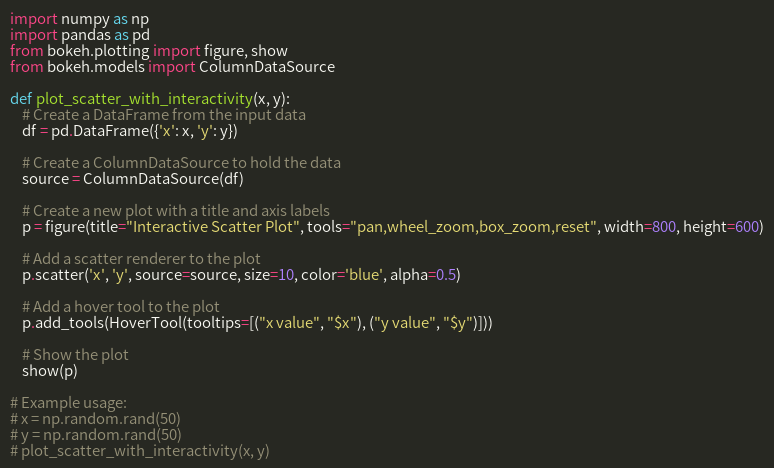 import numpy as np
import pandas as pd
from bokeh.plotting import figure, show
from bokeh.models import ColumnDataSource

def plot_scatter_with_interactivity(x, y):
    # Create a DataFrame from the input data
    df = pd.DataFrame({'x': x, 'y': y})

    # Create a ColumnDataSource to hold the data
    source = ColumnDataSource(df)

    # Create a new plot with a title and axis labels
    p = figure(title="Interactive Scatter Plot", tools="pan,wheel_zoom,box_zoom,reset", width=800, height=600)

    # Add a scatter renderer to the plot
    p.scatter('x', 'y', source=source, size=10, color='blue', alpha=0.5)

    # Add a hover tool to the plot
    p.add_tools(HoverTool(tooltips=[("x value", "$x"), ("y value", "$y")]))

    # Show the plot
    show(p)

# Example usage:
# x = np.random.rand(50)
# y = np.random.rand(50)
# plot_scatter_with_interactivity(x, y)